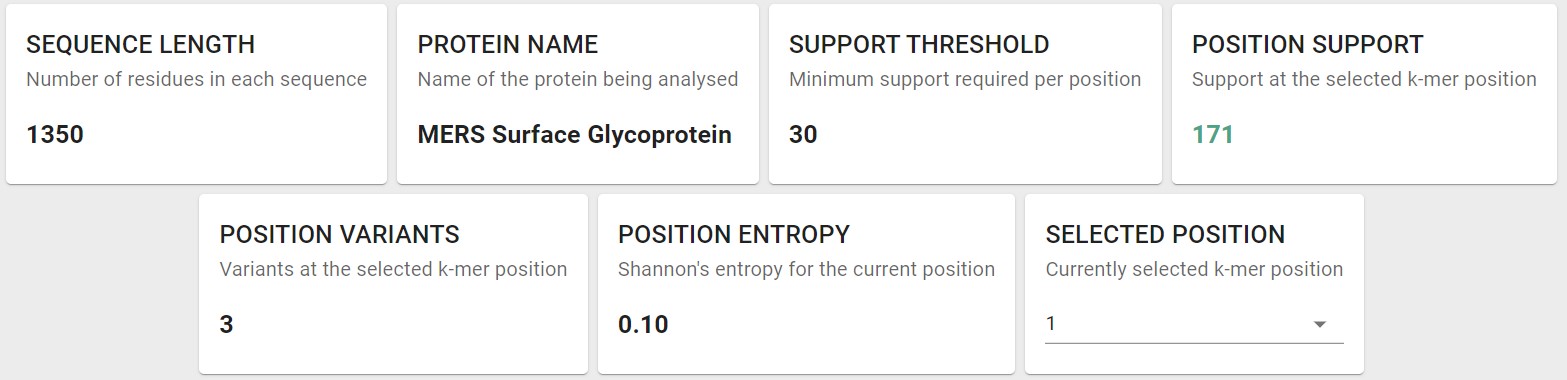 SEQUENCE LENGTH
Number of residues in each sequence
1350
PROTEIN NAME
Name of the protein being analysed
MERS Surface Glycoprotein
SUPPORT THRESHOLD
Minimum support required per position
30
POSITION SUPPORT
Support at the selected k-mer position
171
POSITION VARIANTS
Variants at the selected k-mer position
3
POSITION ENTROPY
Shannon's entropy for the current position
0.10
SELECTED POSITION
Currently selected k-mer position
1